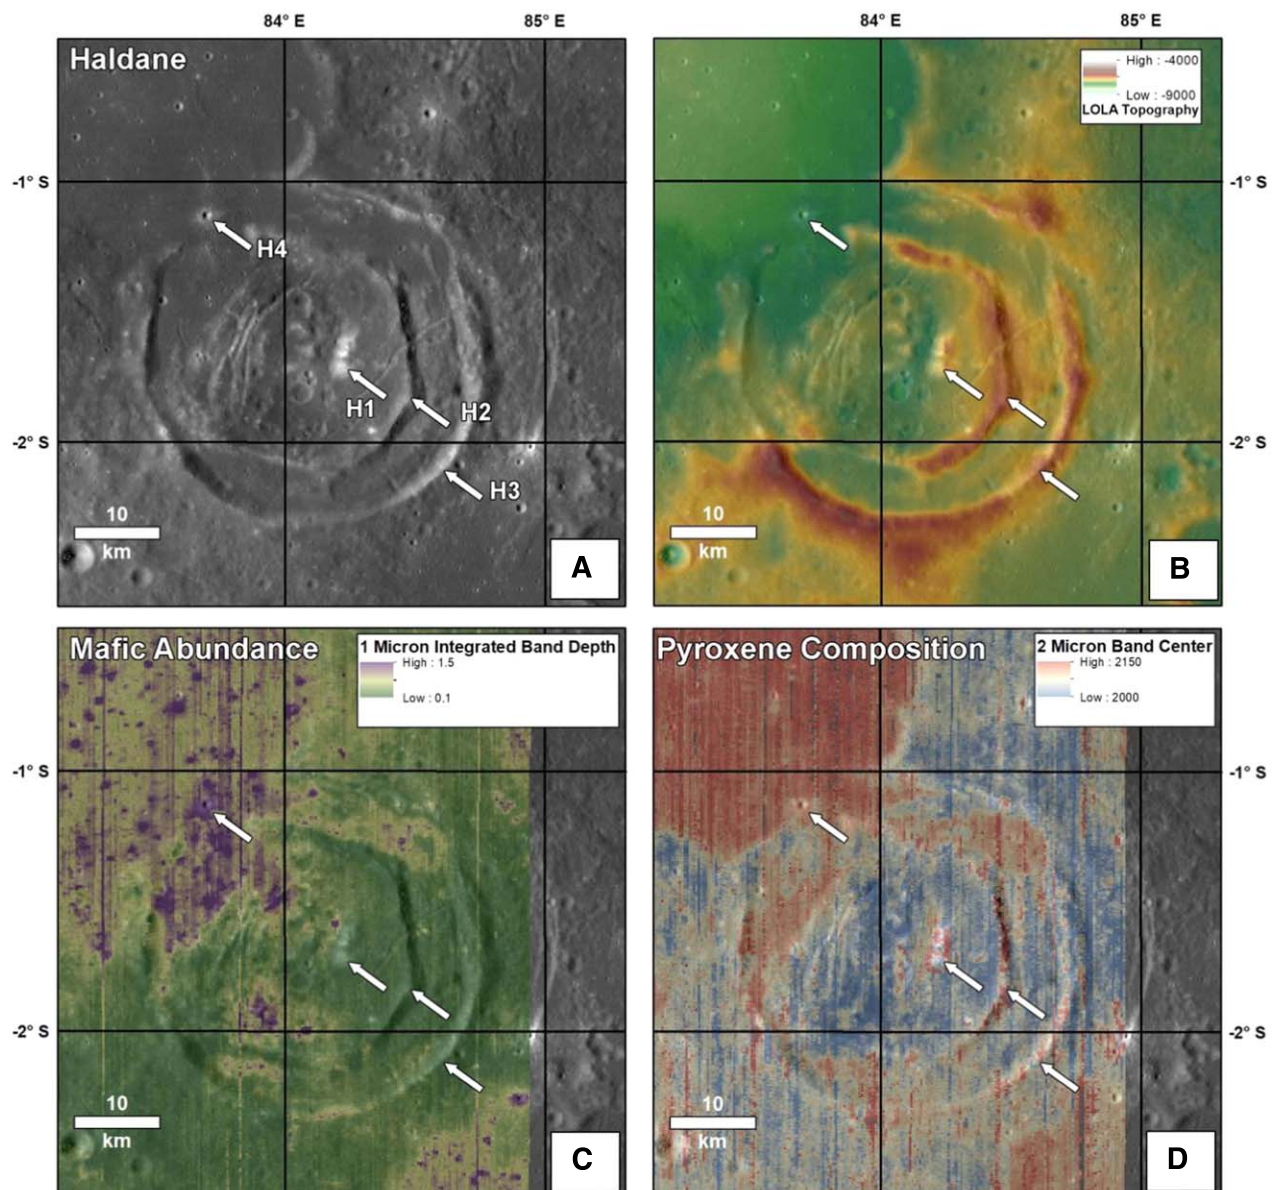 84° E 85° E 84° E 85° E
Haldane
High : -4000
Low : -9000
LOLA Topography
-1° S -1° S
H4
H1
H2
-2° S -2° S
H3
10
km
A
10
km
B
Mafic Abundance
1 Micron Integrated Band Depth
High : 1.5
Low : 0.1
Pyroxene Composition
2 Micron Band Center
High : 2150
Low : 2000
-1° S -1° S
-2° S -2° S
10
km
C
10
km
D